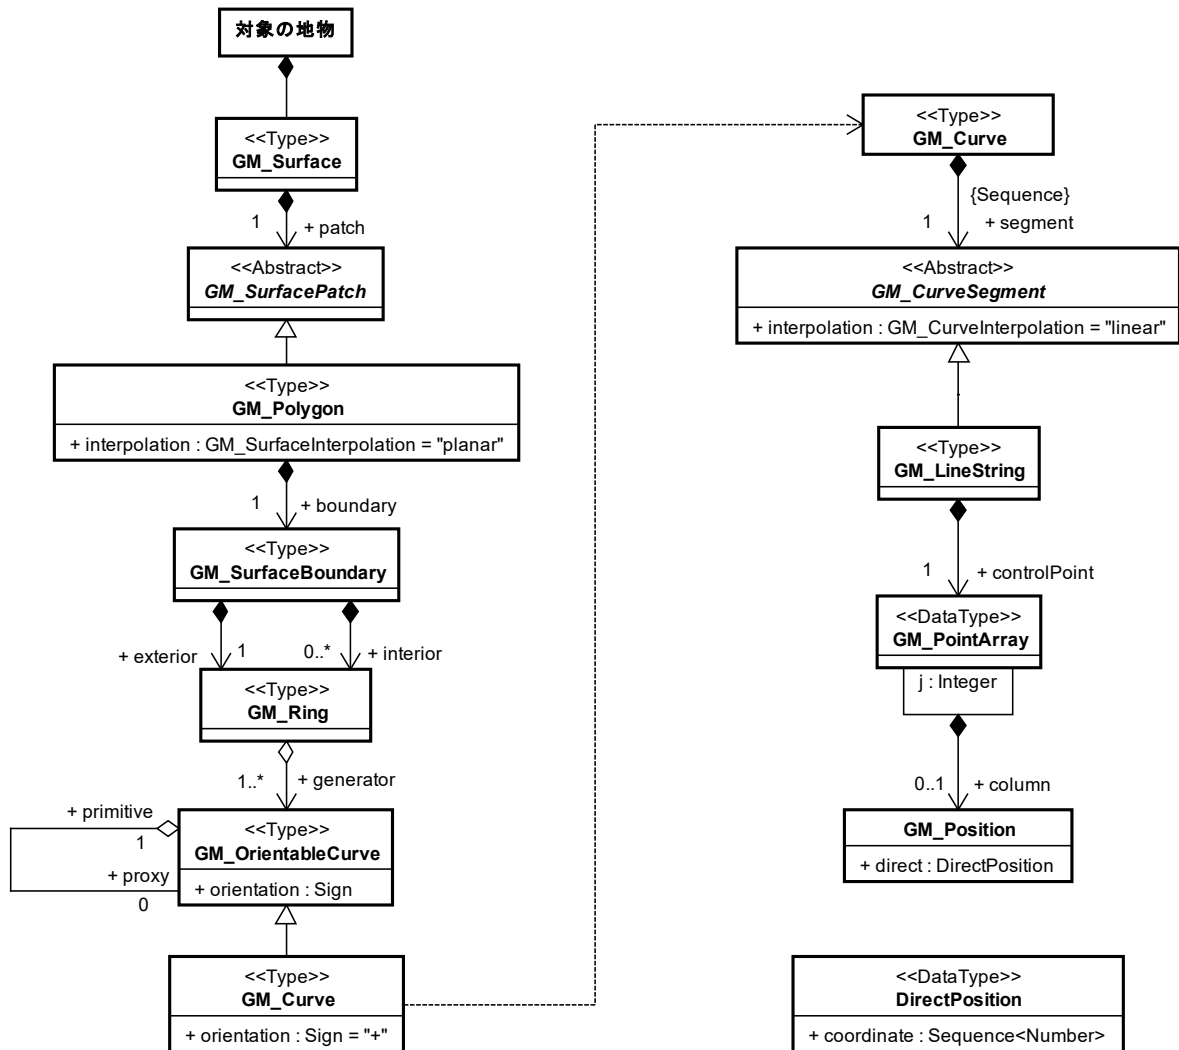 対象の地物
<<Type>>
GM_Surface
1
+ patch
<<Abstract>>
GM_SurfacePatch
<<Type>>
GM_Polygon
+ interpolation : GM_SurfaceInterpolation = "planar"
1
+ boundary
<<Type>>
GM_SurfaceBoundary
+ exterior
1
0..*
+ interior
<<Type>>
GM_Ring
1..*
+ generator
+ primitive
1
+ proxy
0
<<Type>>
GM_OrientableCurve
+ orientation : Sign
<<Type>>
GM_Curve
+ orientation : Sign = "+"
<<Type>>
GM_Curve
{Sequence}
1
+ segment
<<Abstract>>
GM_CurveSegment
+ interpolation : GM_CurveInterpolation = "linear"
<<Type>>
GM_LineString
1
+ controlPoint
<<DataType>>
GM_PointArray
j : Integer
0..1
+ column
GM_Position
+ direct : DirectPosition
<<DataType>>
DirectPosition
+ coordinate : Sequence<Number>